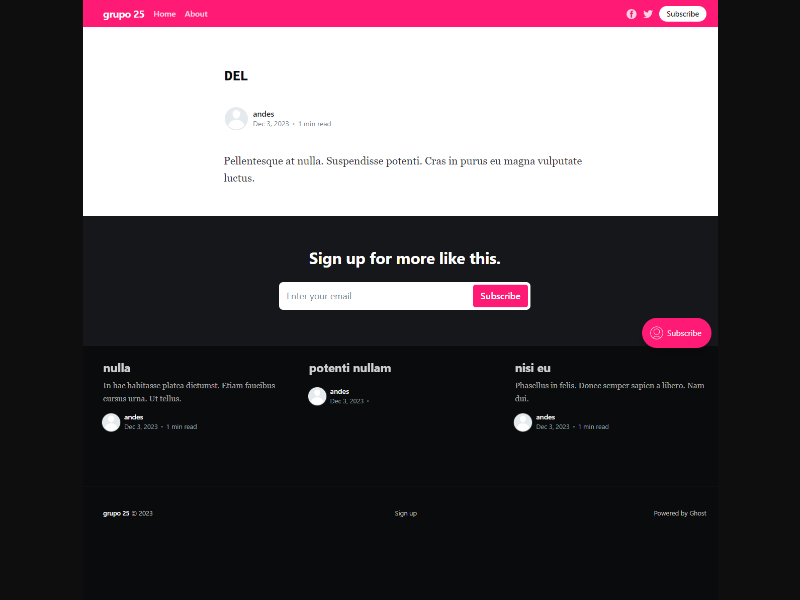 grupo 25 Home About Subscribe
DEL
andes
Dec 3, 2023 • 1 min read
Pellentesque at nulla. Suspendisse potenti. Cras in purus eu magna vulputate
luctus.
Sign up for more like this.
Enter your email Subscribe
Subscribe
nulla
In hac habitasse platea dictumst. Etiam faucibus
cursus urna. Ut tellus.
andes
Dec 3, 2023 • 1 min read
potenti nullam
andes
Dec 3, 2023 •
nisi eu
Phasellus in felis. Donec semper sapien a libero. Nam
dui.
andes
Dec 3, 2023 • 1 min read
grupo 25 © 2023 Sign up Powered by Ghost